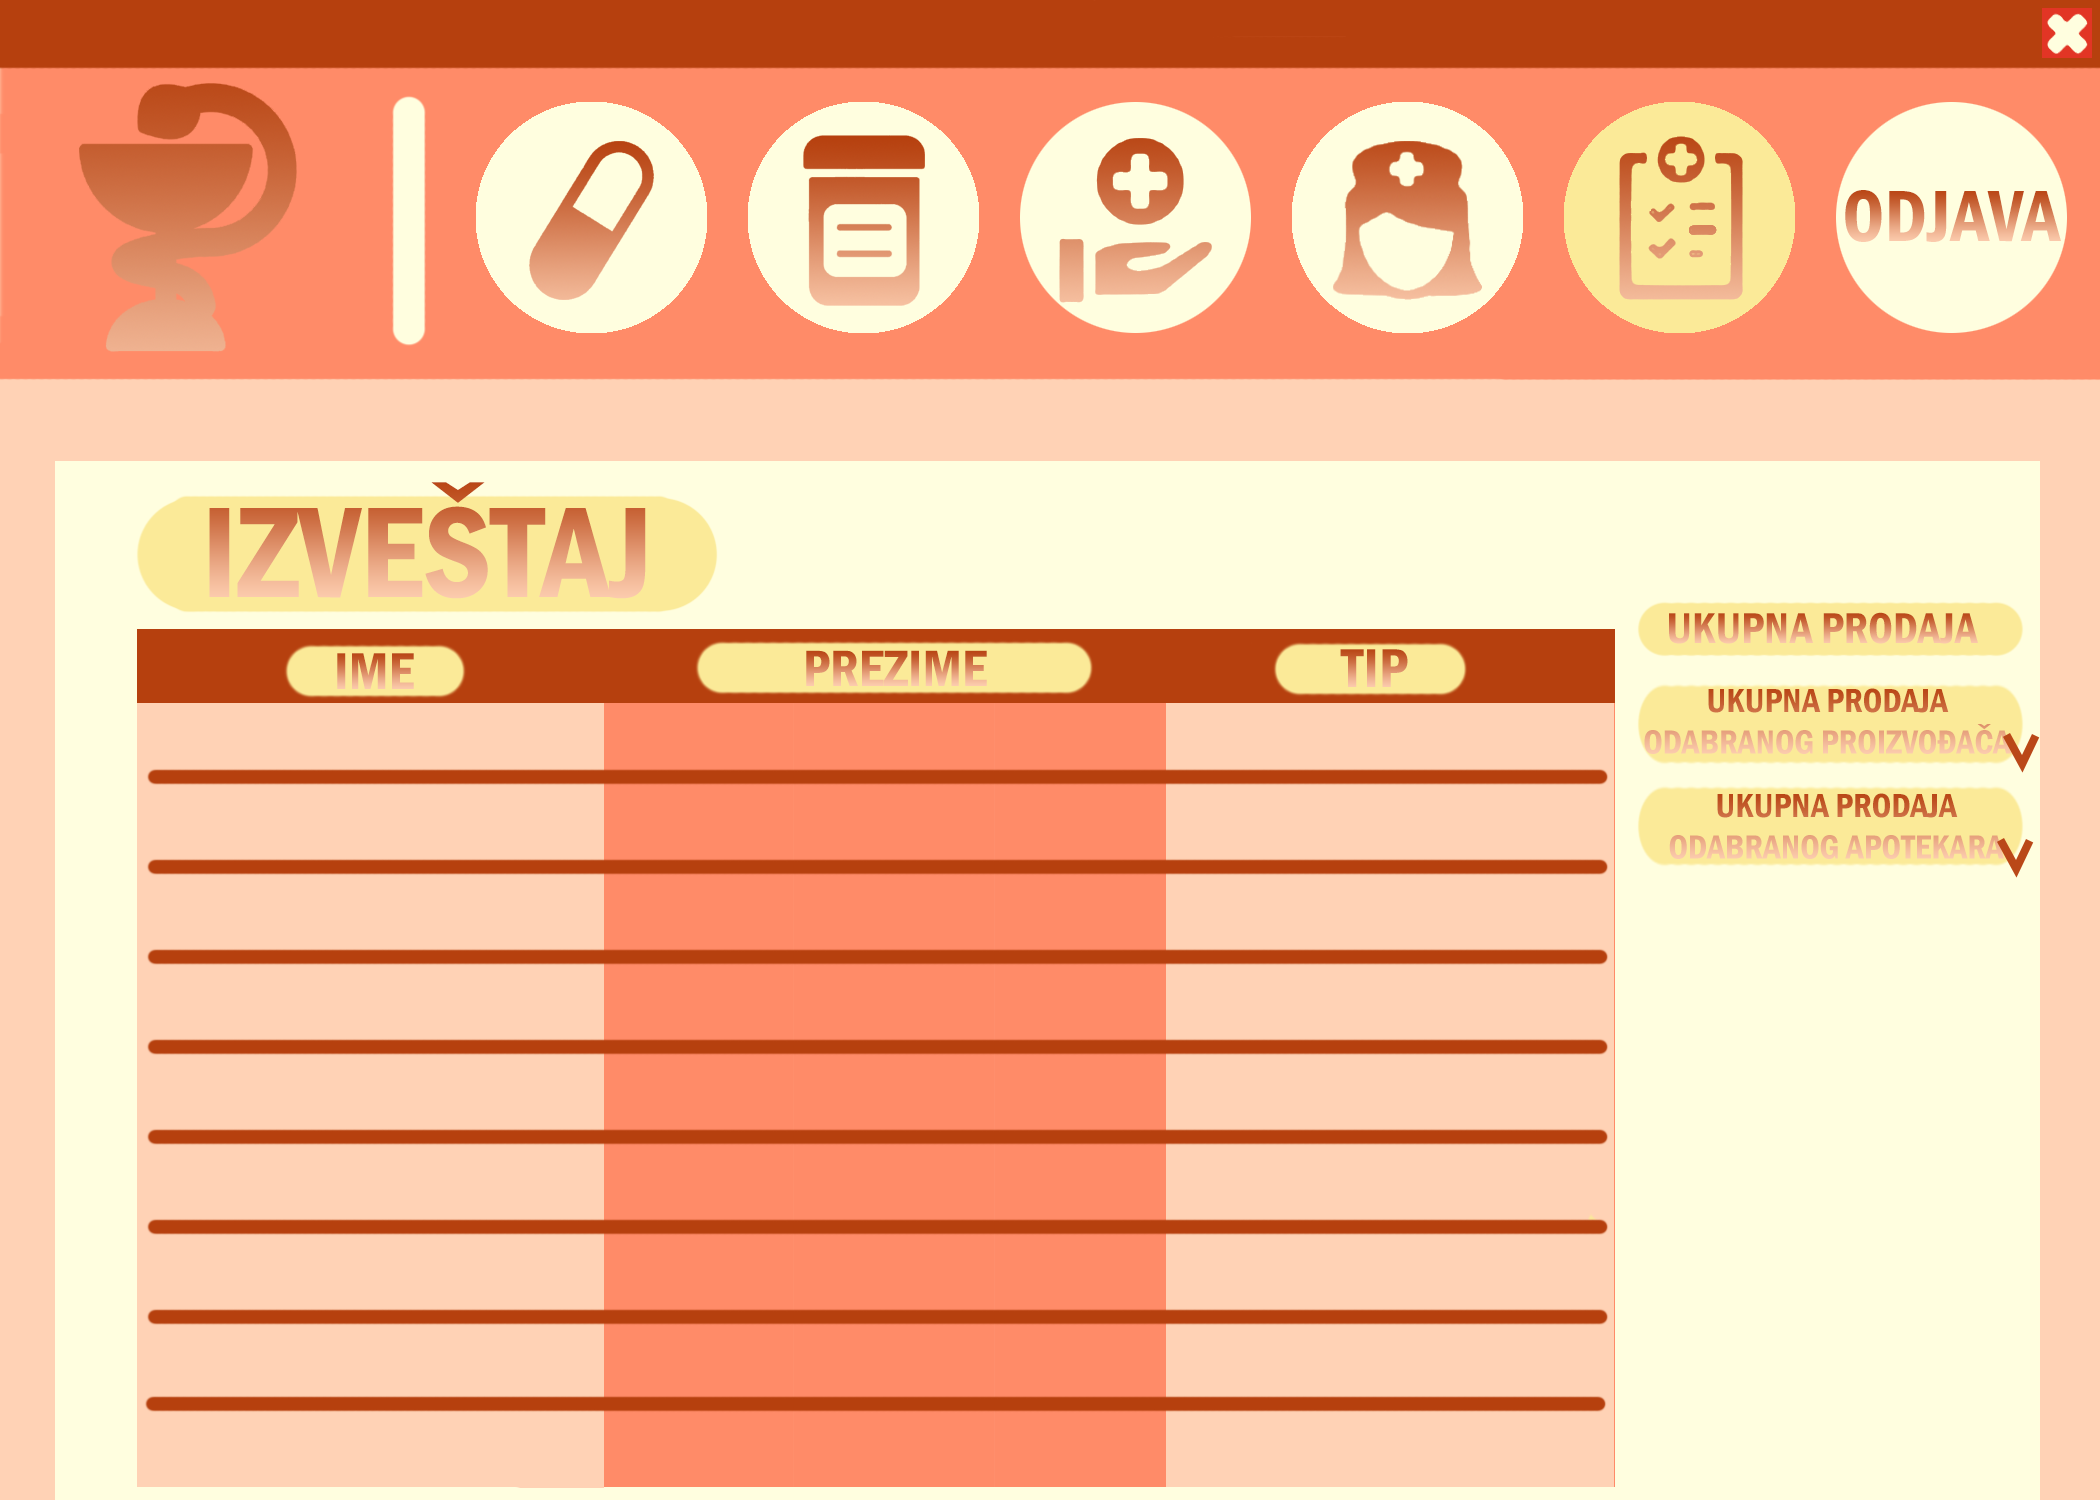 ODJAVA
IZVEŠTAJ
IME
PREZIME
TIP
UKUPNA PRODAJA
UKUPNA PRODAJA
ODABRANOG PROIZVOĐAČA
UKUPNA PRODAJA
ODABRANOG APOTEKARA